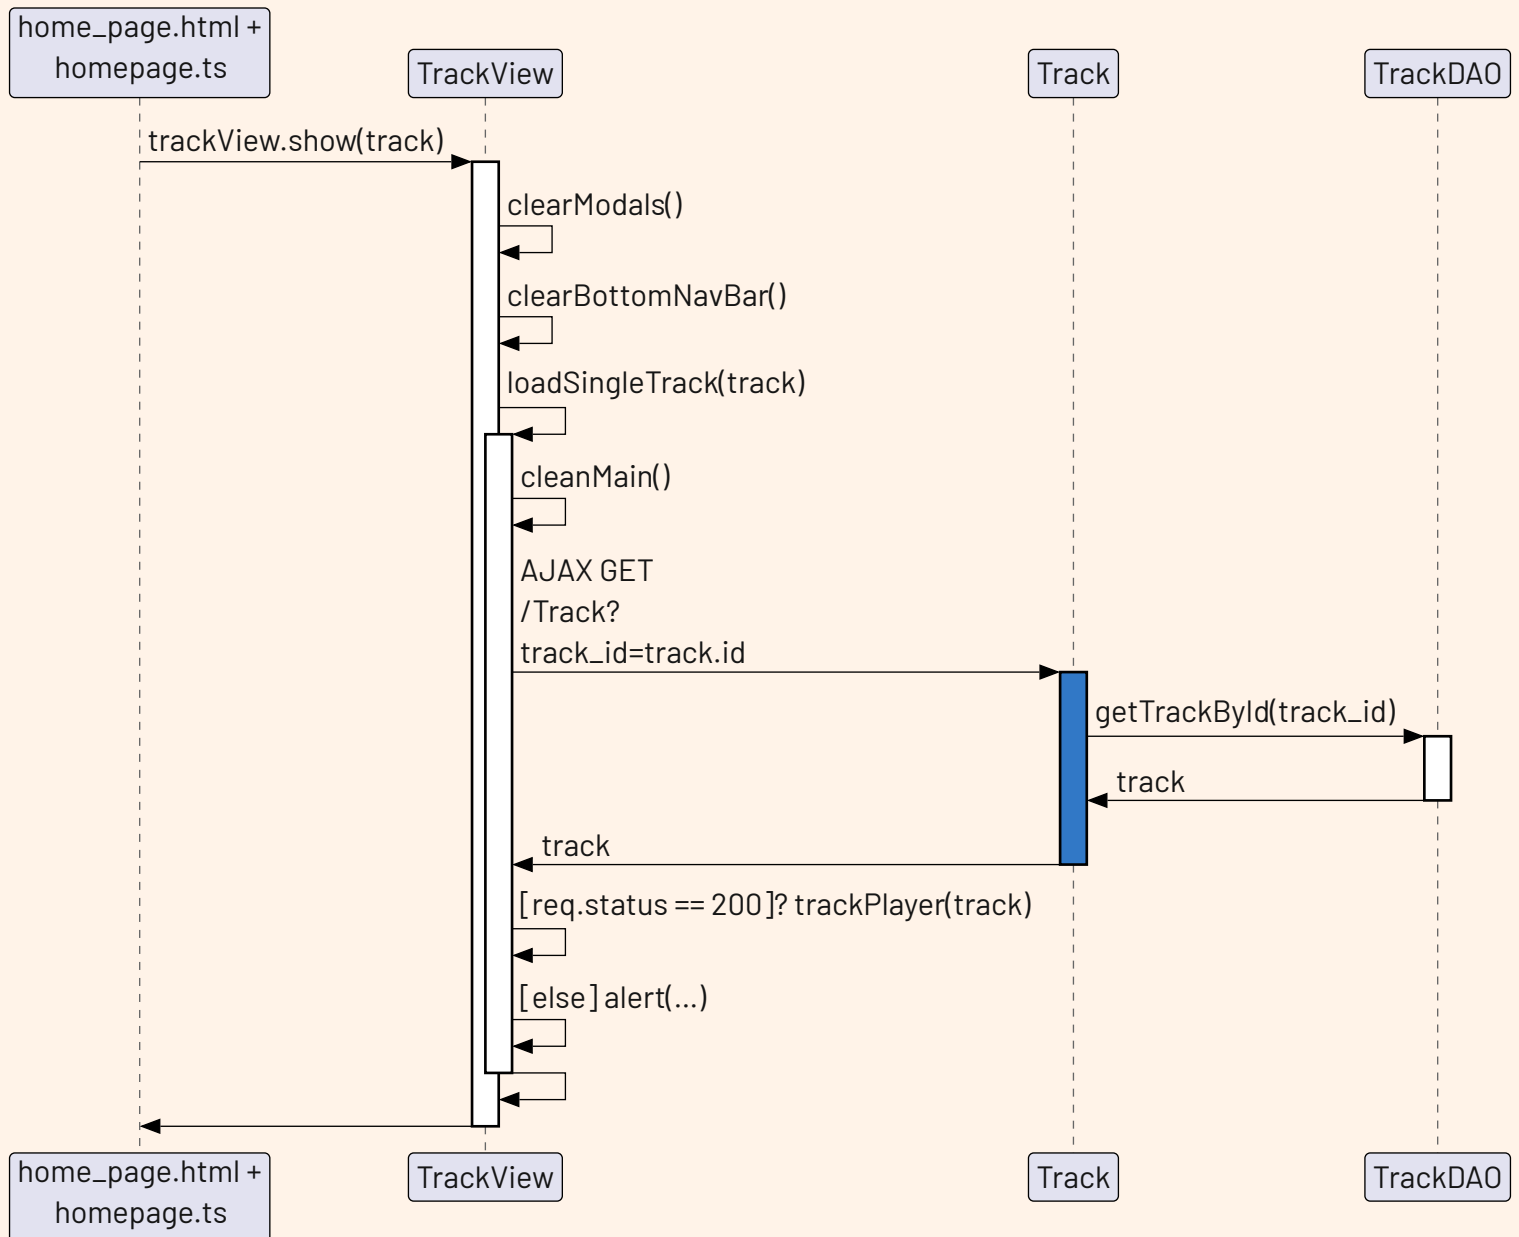 home_page.html +
homepage.ts
TrackView
Track
TrackDAO
trackView.show(track)
clearModals()
clearBottomNavBar()
loadSingleTrack(track)
cleanMain()
AJAX GET
/Track?
track_id=track.id
getTrackById(track_id)
track
track
[req.status == 200]? trackPlayer(track)
[else] alert(...)
home_page.html +
homepage.ts
TrackView
Track
TrackDAO